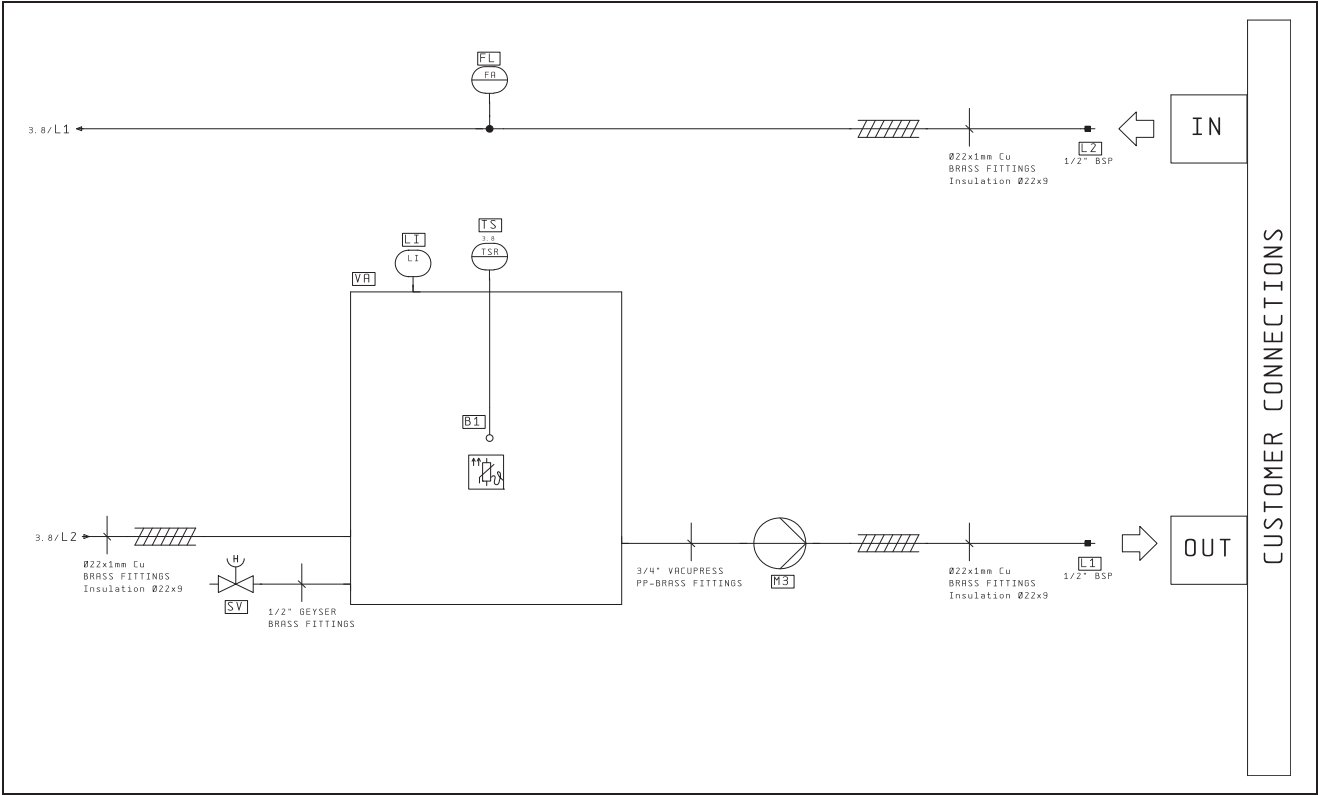 FL
FA
3.8/L1
IN
L2
1/2" BSP
Ø22x1mm Cu
BRASS FITTINGS
Insulation Ø22x9
TS
3.8
TSR
LI
LI
VA
B1
CUSTOMER CONNECTIONS
3.8/L2
Ø22x1mm Cu
BRASS FITTINGS
Insulation Ø22x9
H
SV
1/2" GEYSER
BRASS FITTINGS
3/4" VACUPRESS
PP-BRASS FITTINGS
M3
Ø22x1mm Cu
BRASS FITTINGS
Insulation Ø22x9
L1
1/2" BSP
OUT